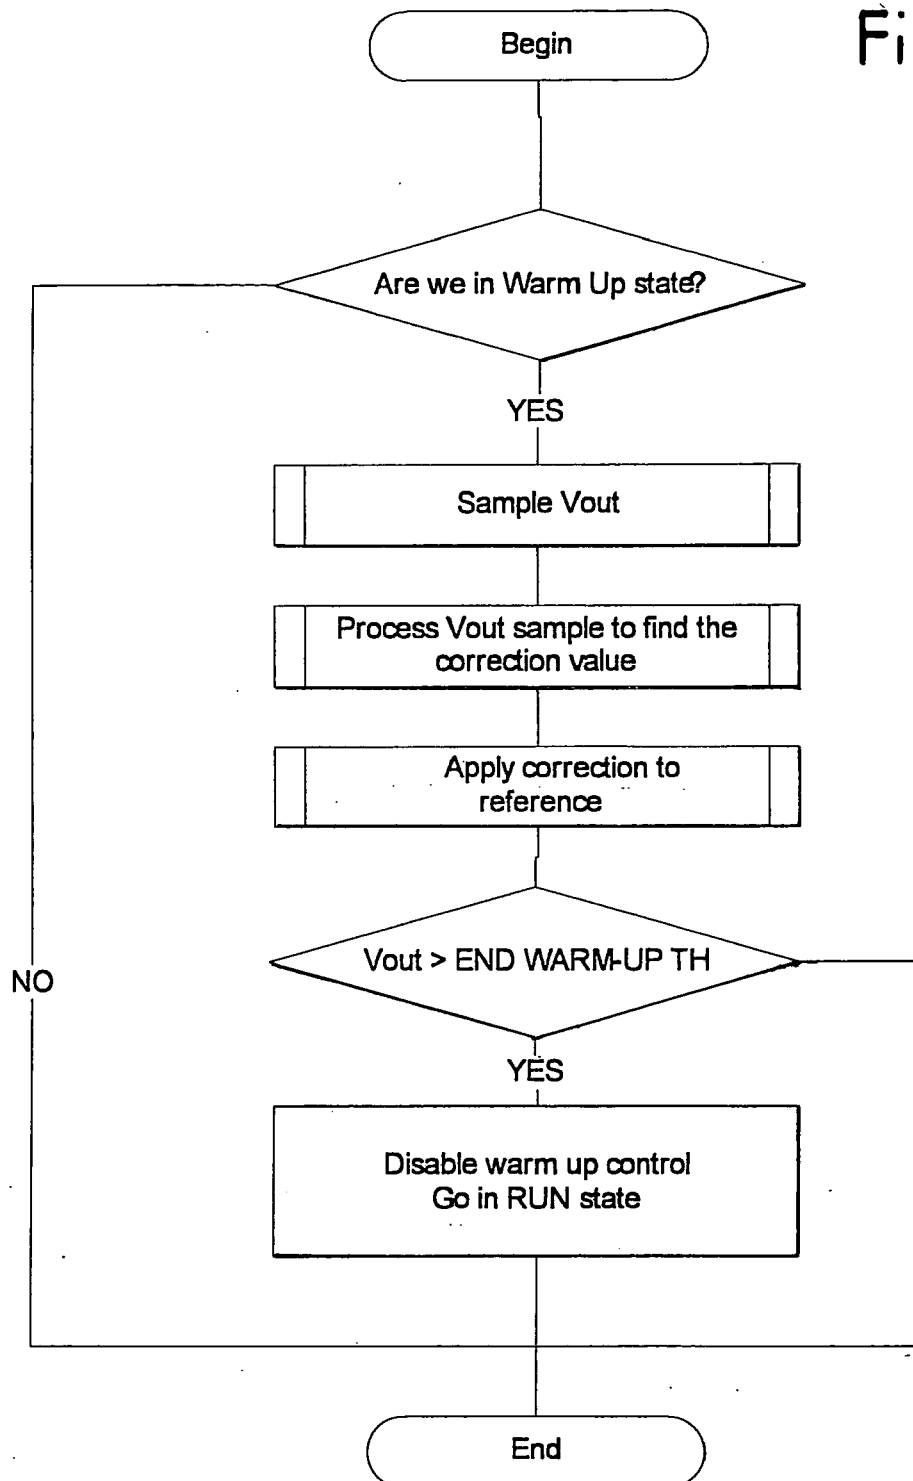 Fi
Begin
Are we in Warm Up state?
YES
Sample Vout
Process Vout sample to find the
correction value
Apply correction to
reference
Vout > END WARM-UP TH
NO
YES
Disable warm up control
Go in RUN state
End